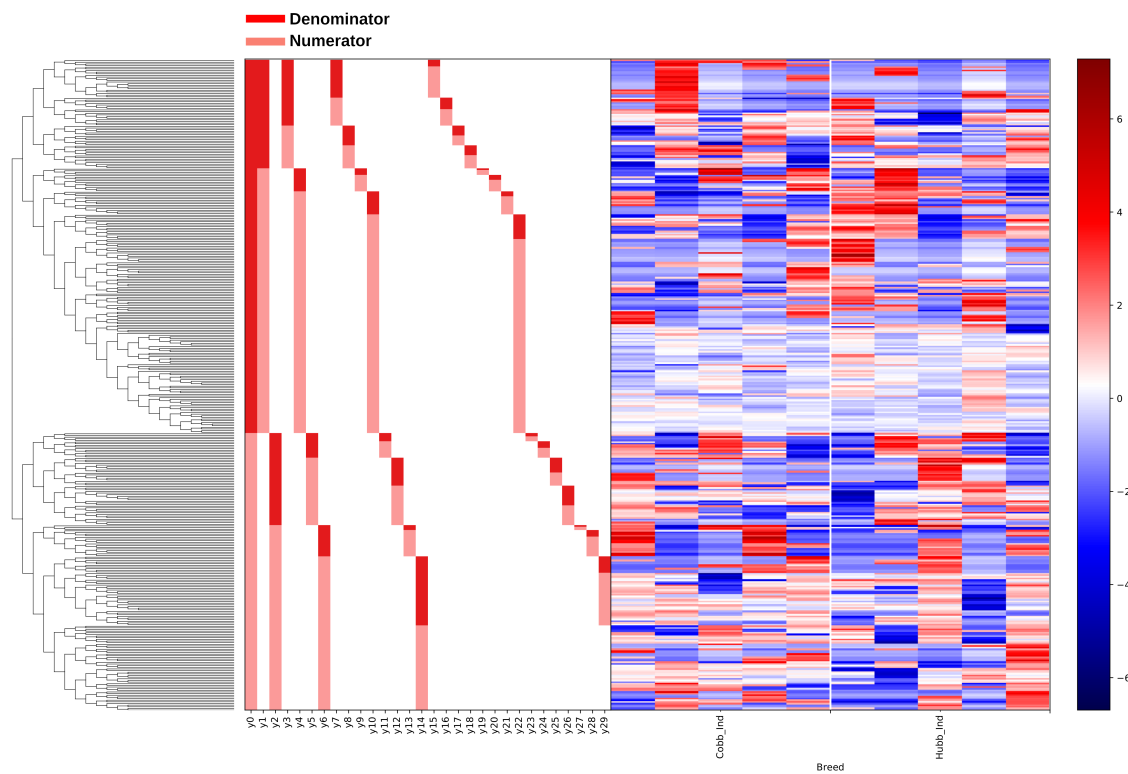 Denominator
Numerator
6
4
2
0
−2
−4
−6
y0
y1
y2
y3
y4
y5
y6
y7
y8
y9
y10
y11
y12
y13
y14
y15
y16
y17
y18
y19
y20
y21
y22
y23
y24
y25
y26
y27
y28
y29
Cobb_Ind
Hubb_Ind
Breed